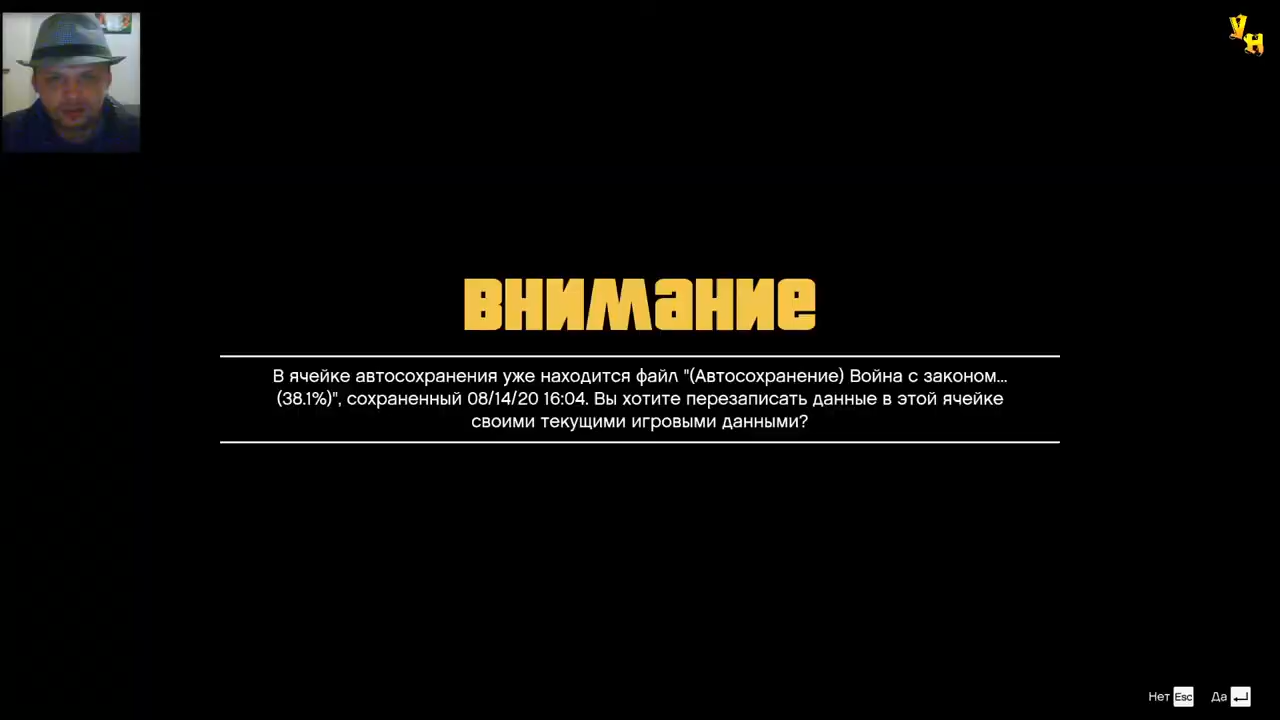 УН
внимание
В ячейке автосохранения уже находится файл "(Автосохранение) Война с законом...
(38.1%)", сохраненный 08/14/20 16:04. Вы хотите перезаписать данные в этой ячейке
своими текущими игровыми данными?
Нет Esc Да